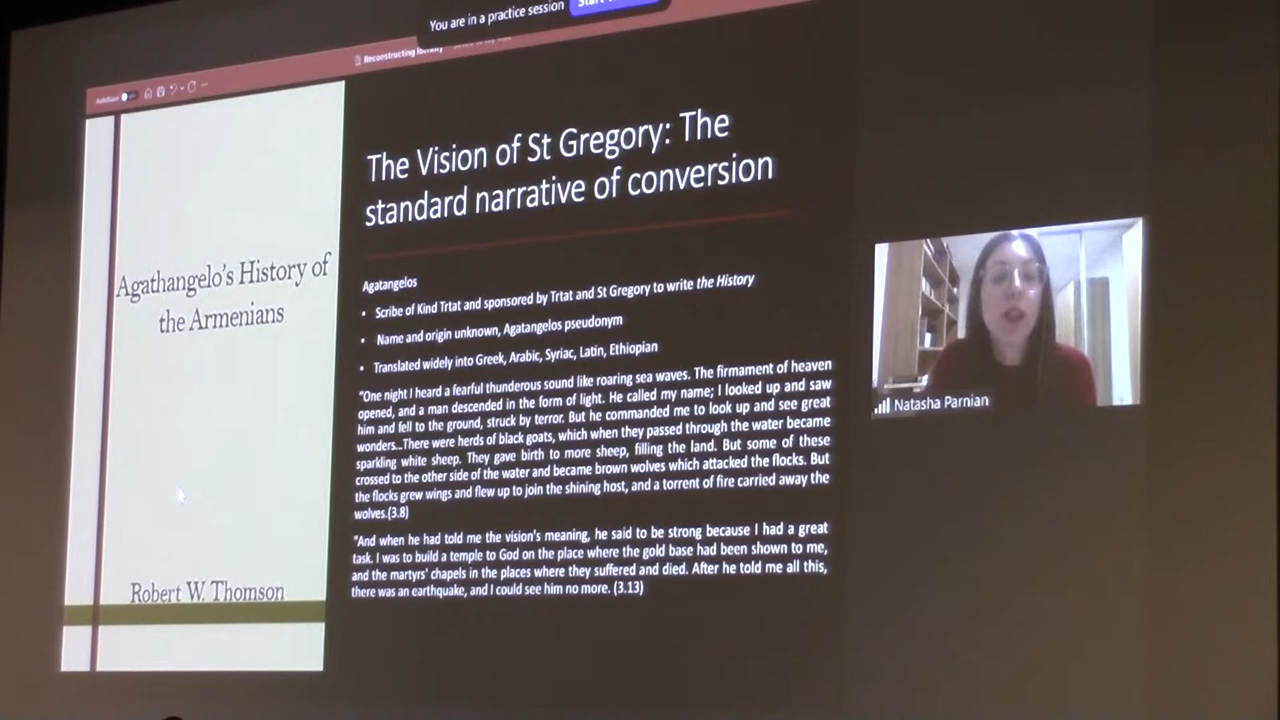 You are in a practice session
AutoSave
Reconstructing Identity
Agathangelo's History of
the Armenians
Robert W. Thomson
The Vision of St Gregory: The
standard narrative of conversion
Agatangelos
• Scribe of Kind Trtat and sponsored by Trtat and St Gregory to write the History
• Name and origin unknown, Agatangelos pseudonym
• Translated widely into Greek, Arabic, Syriac, Latin, Ethiopian
"One night I heard a fearful thunderous sound like roaring sea waves. The firmament of heaven
opened, and a man descended in the form of light. He called my name; I looked up and saw
him and fell to the ground, struck by terror. But he commanded me to look up and see great
wonders...There were herds of black goats, which when they passed through the water became
sparkling white sheep. They gave birth to more sheep, filling the land. But some of these
crossed to the other side of the water and became brown wolves which attacked the flocks. But
the flocks grew wings and flew up to join the shining host, and a torrent of fire carried away the
wolves.(3.8)
"And when he had told me the vision's meaning, he said to be strong because I had a great
task. I was to build a temple to God on the place where the gold base had been shown to me,
and the martyrs' chapels in the places where they suffered and died. After he told me all this,
there was an earthquake, and I could see him no more. (3.13)
Natasha Parnian